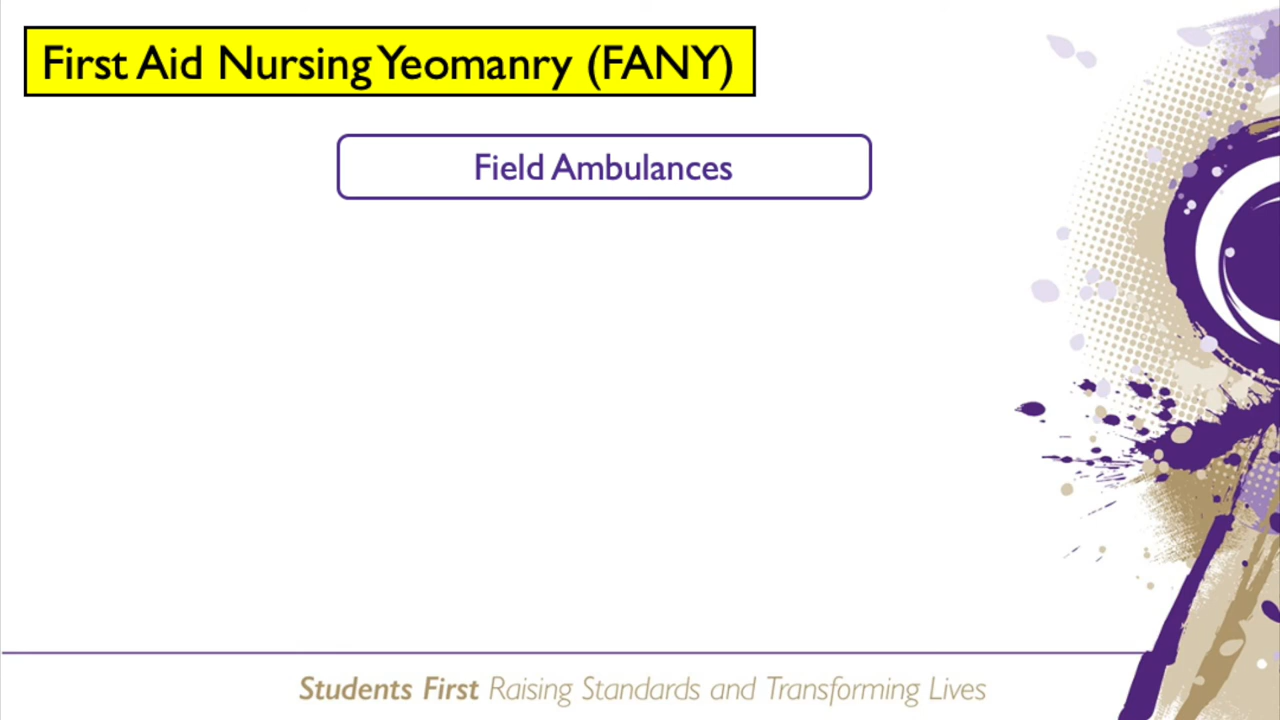 First Aid Nursing Yeomanry (FANY)
Field Ambulances
Students First Raising Standards and Transforming Lives